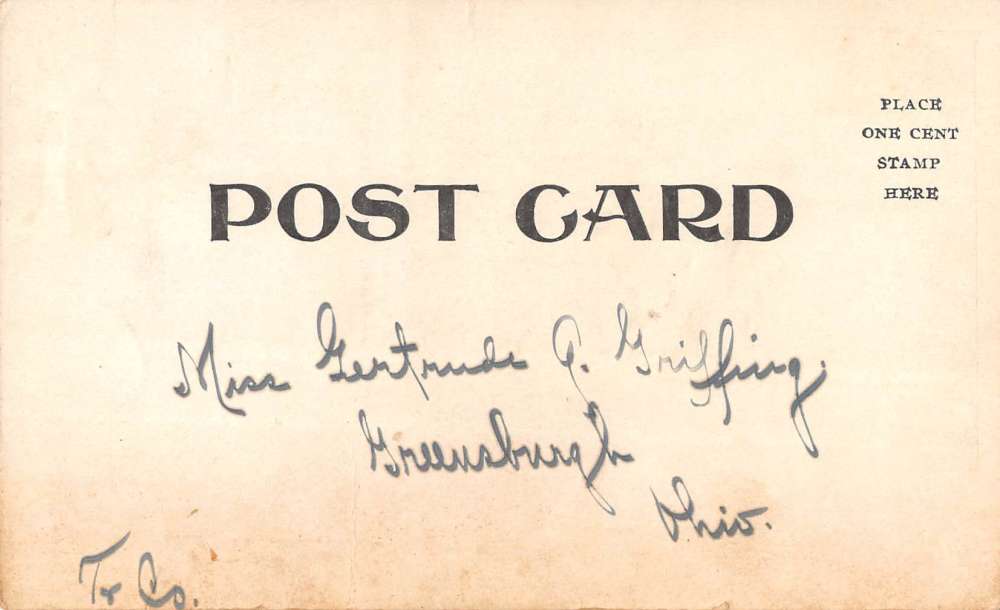 PLACE
ONE CENT
STAMP
HERE
POST CARD
Miss Gertrude A. Griffing.
Greensburgh
Ohio.
Tr Co.